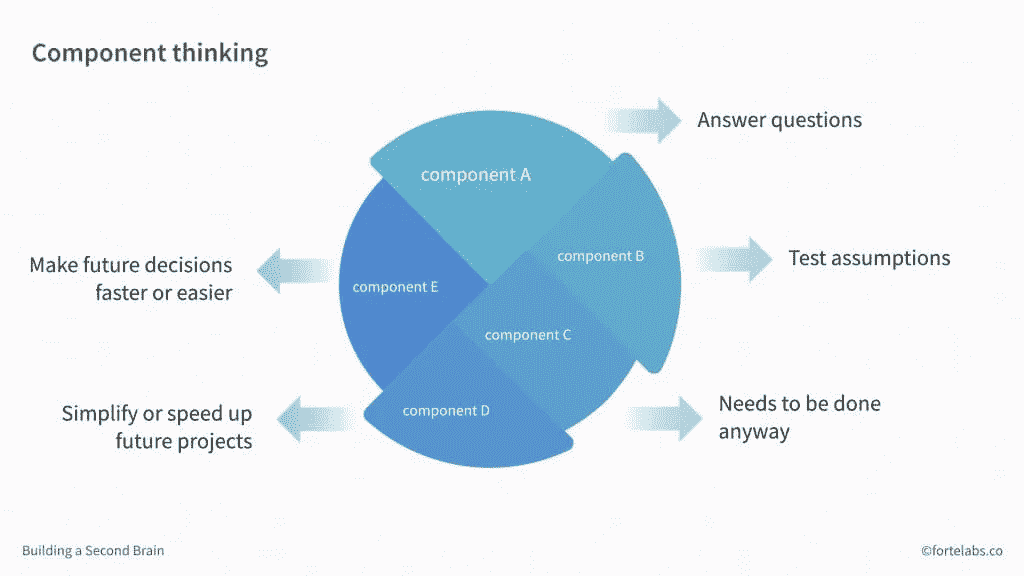 Component thinking
Answer questions
component A
component B
Test assumptions
Make future decisions
faster or easier
component E
component C
component D
Simplify or speed up
future projects
Needs to be done
anyway
Building a Second Brain
©fortelabs.co